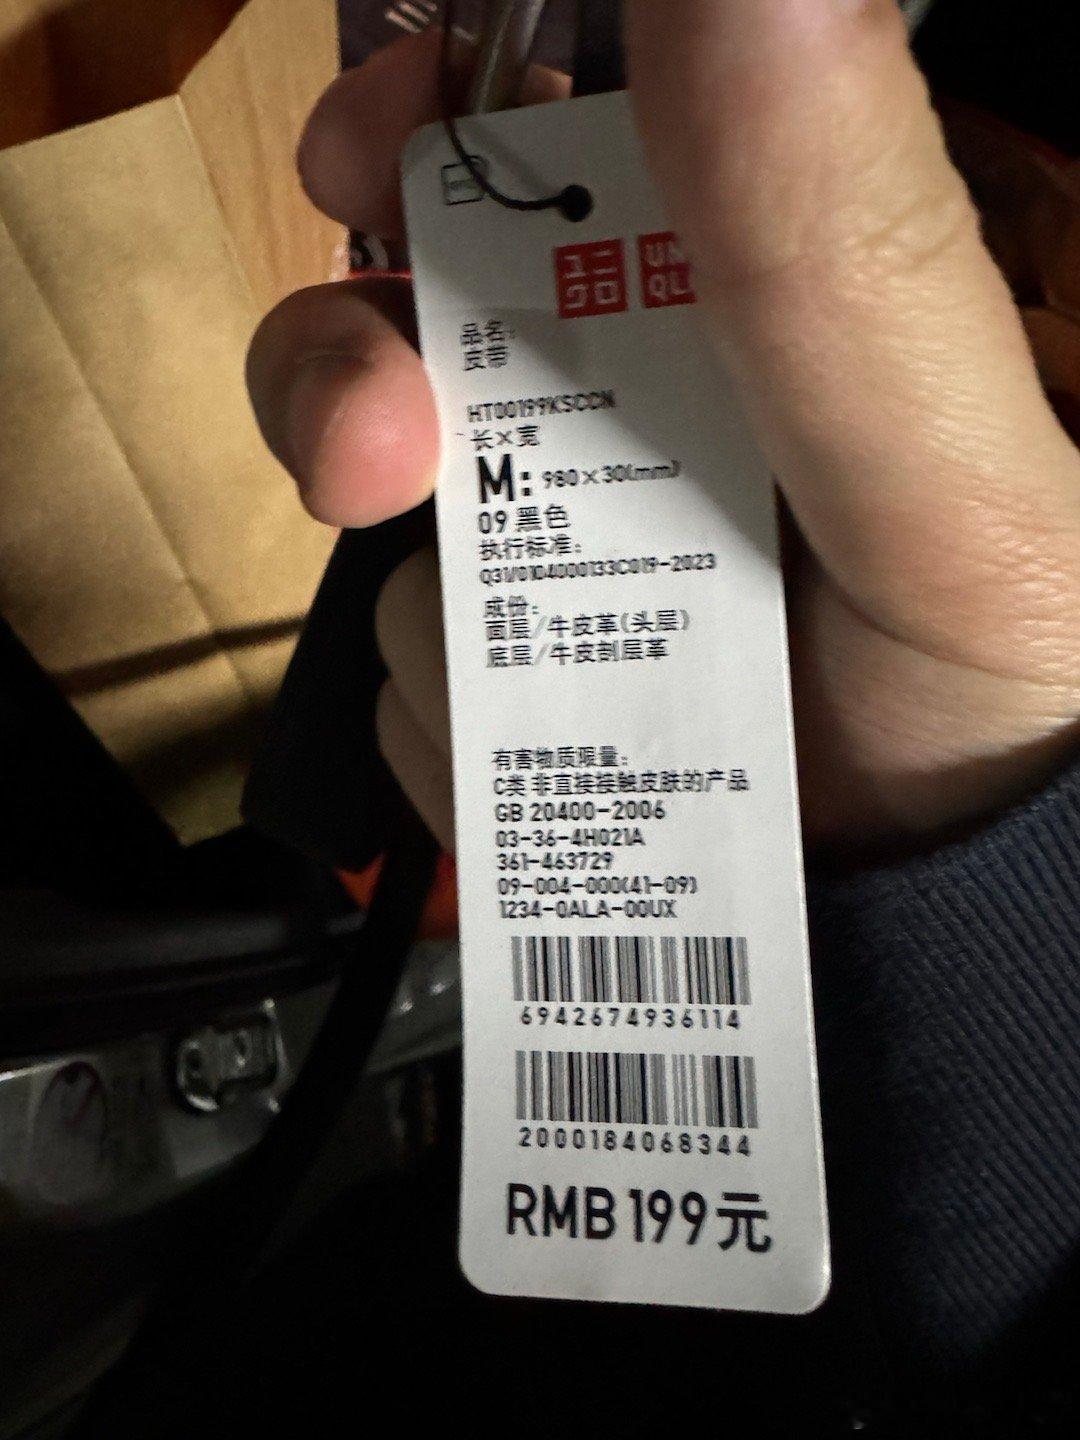 ユニ
クロ
UN
QL
品名:
皮带
HT00199KSCCN
长×宽
M: 980×30(mm)
09 黑色
执行标准:
Q31/0104000133C019-2023
成份:
面层/牛皮革(头层)
底层/牛皮剖层革
有害物质限量:
C类 非直接接触皮肤的产品
GB 20400-2006
03-36-4H021A
361-463729
09-004-000(41-09)
1234-0ALA-00UX
6942674936114
2000184068344
RMB 199元